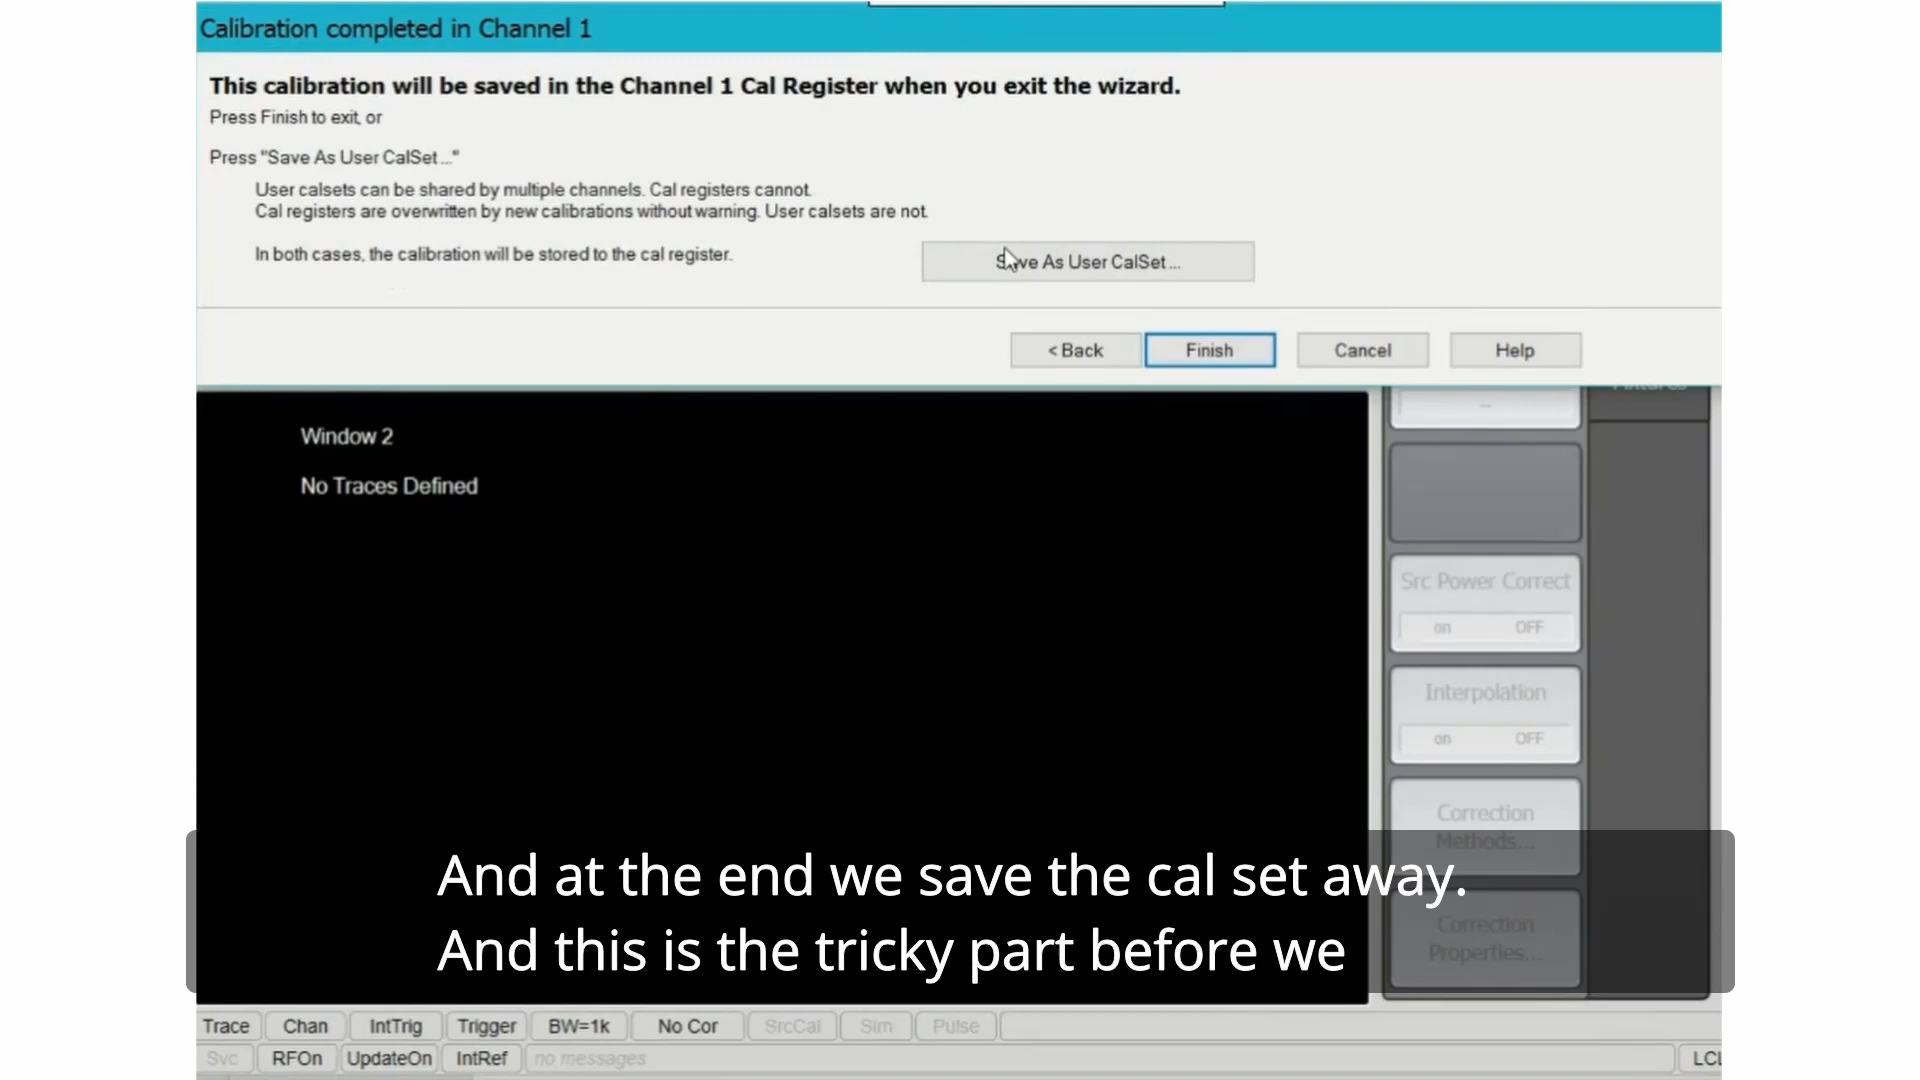 Calibration completed in Channel 1
This calibration will be saved in the Channel 1 Cal Register when you exit the wizard.
Press Finish to exit, or
Press "Save As User CalSet ..."
User calsets can be shared by multiple channels. Cal registers cannot.
Cal registers are overwritten by new calibrations without warning. User calsets are not.
In both cases, the calibration will be stored to the cal register.
Save As User CalSet ...
< Back
Finish
Cancel
Help
Window 2
No Traces Defined
...
Src Power Correct
on OFF
Interpolation
on OFF
Correction
Methods...
Correction
Properties...
And at the end we save the cal set away.
And this is the tricky part before we
Trace Chan IntTrig Trigger BW=1k No Cor SrcCal Sim Pulse
Svc RFOn UpdateOn IntRef no messages LCL